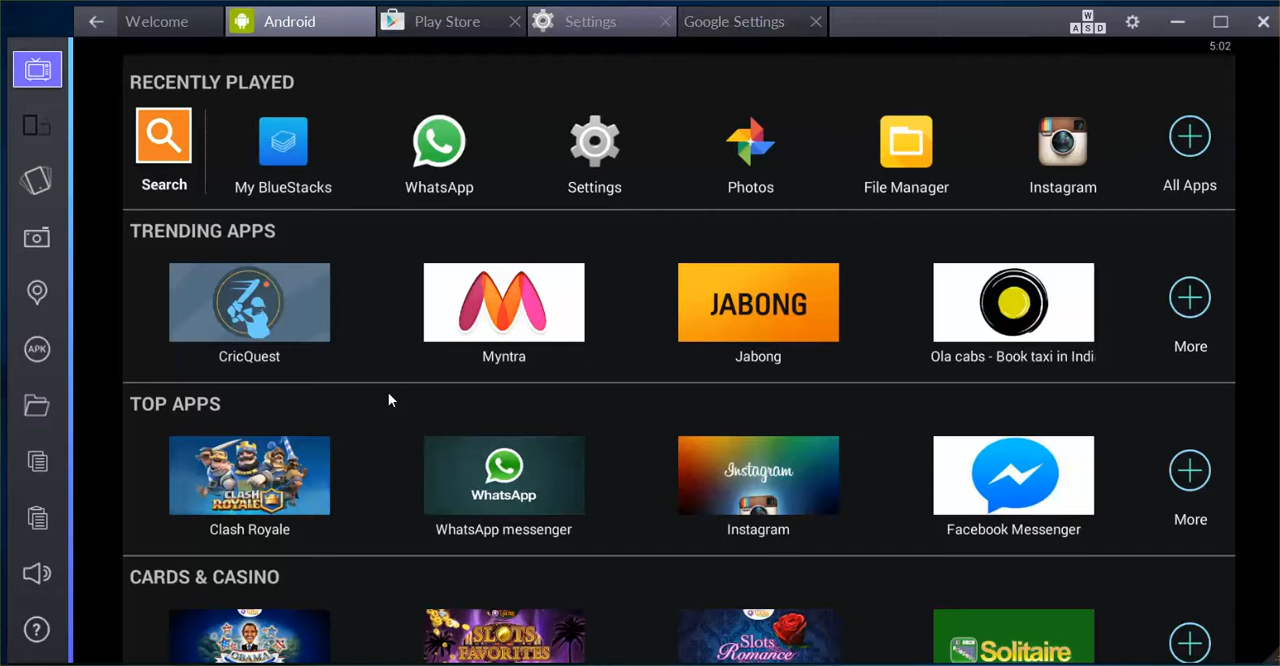 Welcome
Android
Play Store
Settings
Google Settings
W
A S D
5:02
RECENTLY PLAYED
Search
My BlueStacks
WhatsApp
Settings
Photos
File Manager
Instagram
All Apps
TRENDING APPS
JABONG
CricQuest
Myntra
Jabong
Ola cabs - Book taxi in Indi
More
APK
TOP APPS
CLASH
ROYALE
WhatsApp
Instagram
Clash Royale
WhatsApp messenger
Instagram
Facebook Messenger
More
CARDS & CASINO
OBAMA
SLOTS
FAVORITES
Slots
Romance
Solitaire